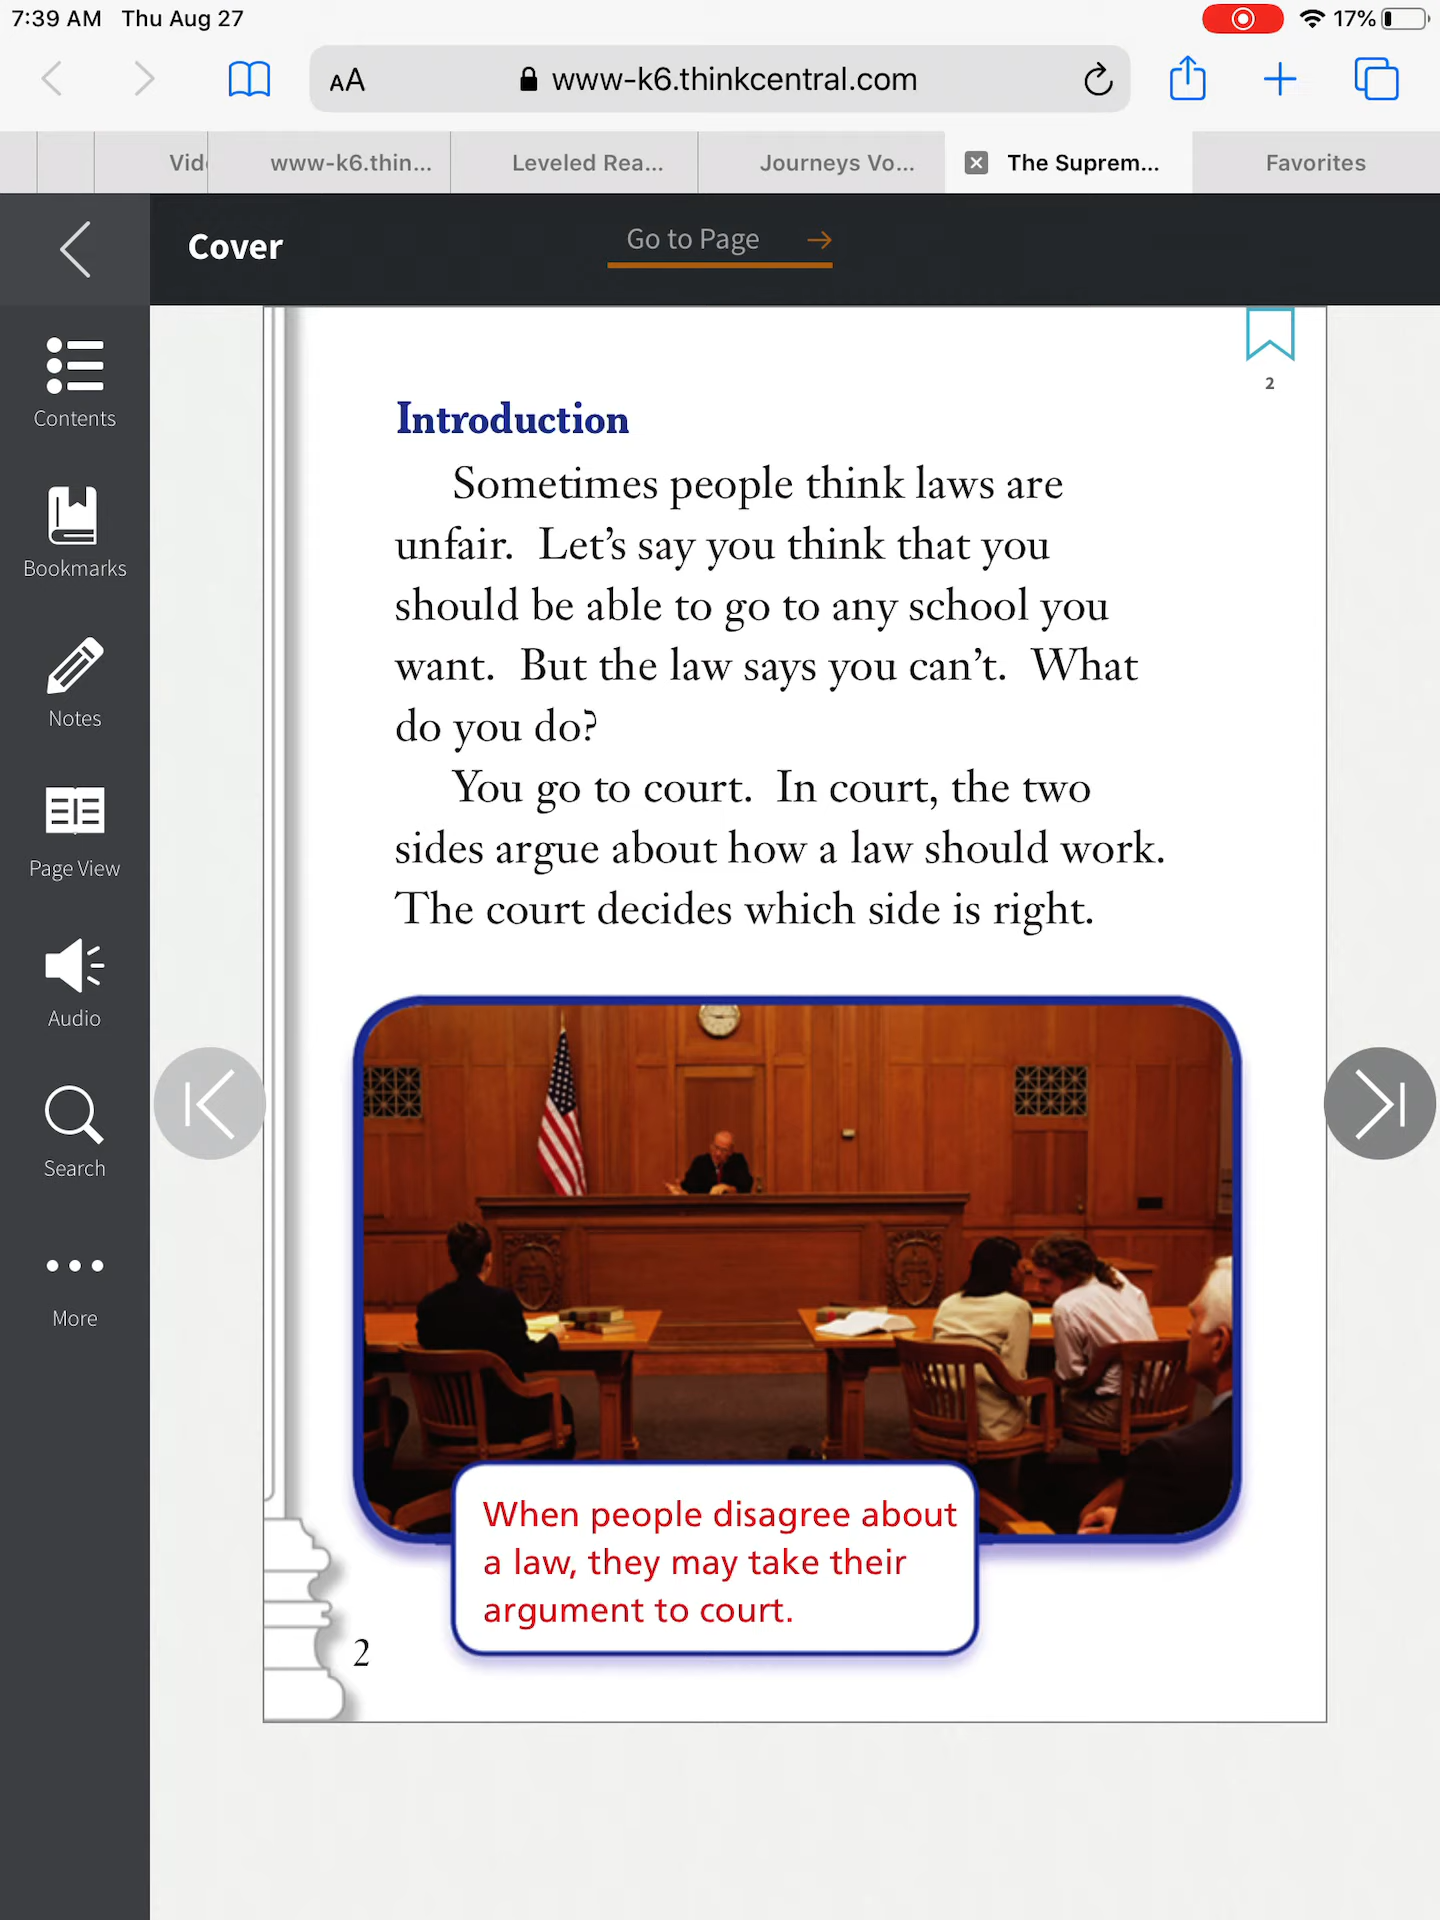 7:39 AM Thu Aug 27
17%
AA www-k6.thinkcentral.com
Vid www-k6.thin... Leveled Rea... Journeys Vo... The Suprem... Favorites
Cover Go to Page
Contents
Bookmarks
Notes
Page View
Audio
Search
More
2
Introduction
Sometimes people think laws are
unfair. Let’s say you think that you
should be able to go to any school you
want. But the law says you can’t. What
do you do?
You go to court. In court, the two
sides argue about how a law should work.
The court decides which side is right.
When people disagree about
a law, they may take their
argument to court.
2